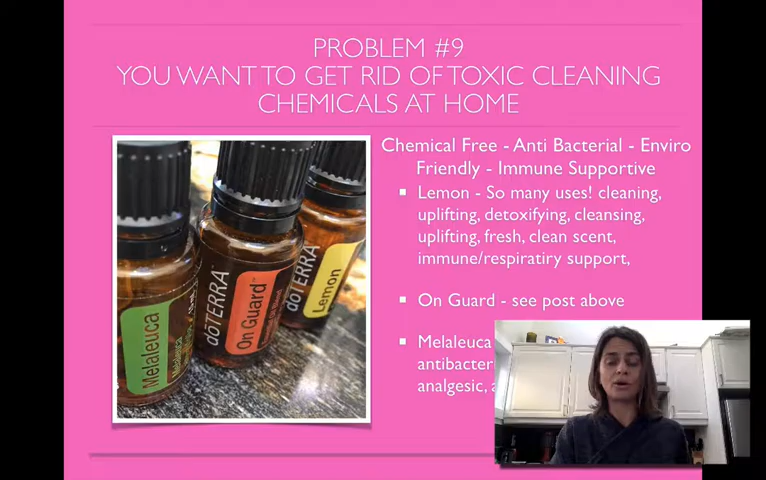 PROBLEM #9
YOU WANT TO GET RID OF TOXIC CLEANING
CHEMICALS AT HOME
Chemical Free - Anti Bacterial - Enviro
Friendly - Immune Supportive
Lemon - So many uses! cleaning,
uplifting, detoxifying, cleansing,
uplifting, fresh, clean scent,
immune/respiratiry support,
On Guard - see post above
Melaleuca
antibacter
analgesic, a
Melaleuca
dōTERRA
On Guard
dōTERRA
Lemon